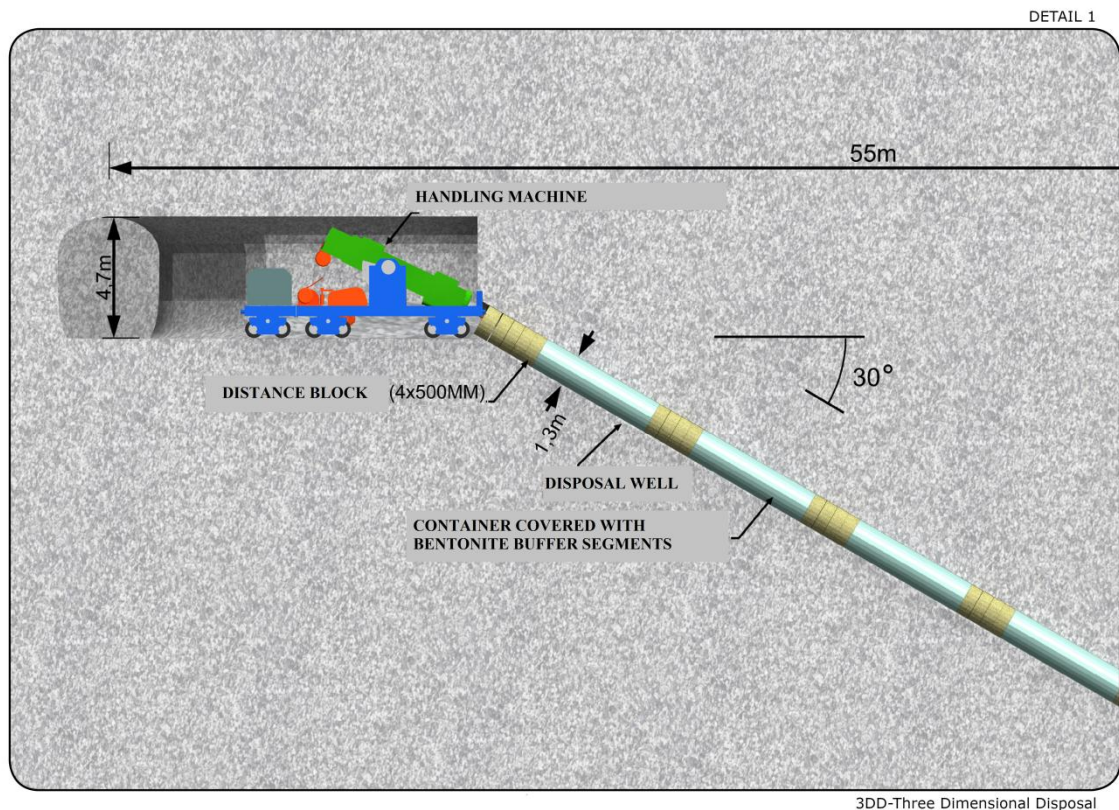 DETAIL 1
55m
HANDLING MACHINE
4,7m
DISTANCE BLOCK (4x500MM)
30°
1,3m
DISPOSAL WELL
CONTAINER COVERED WITH
BENTONITE BUFFER SEGMENTS
3DD-Three Dimensional Disposal